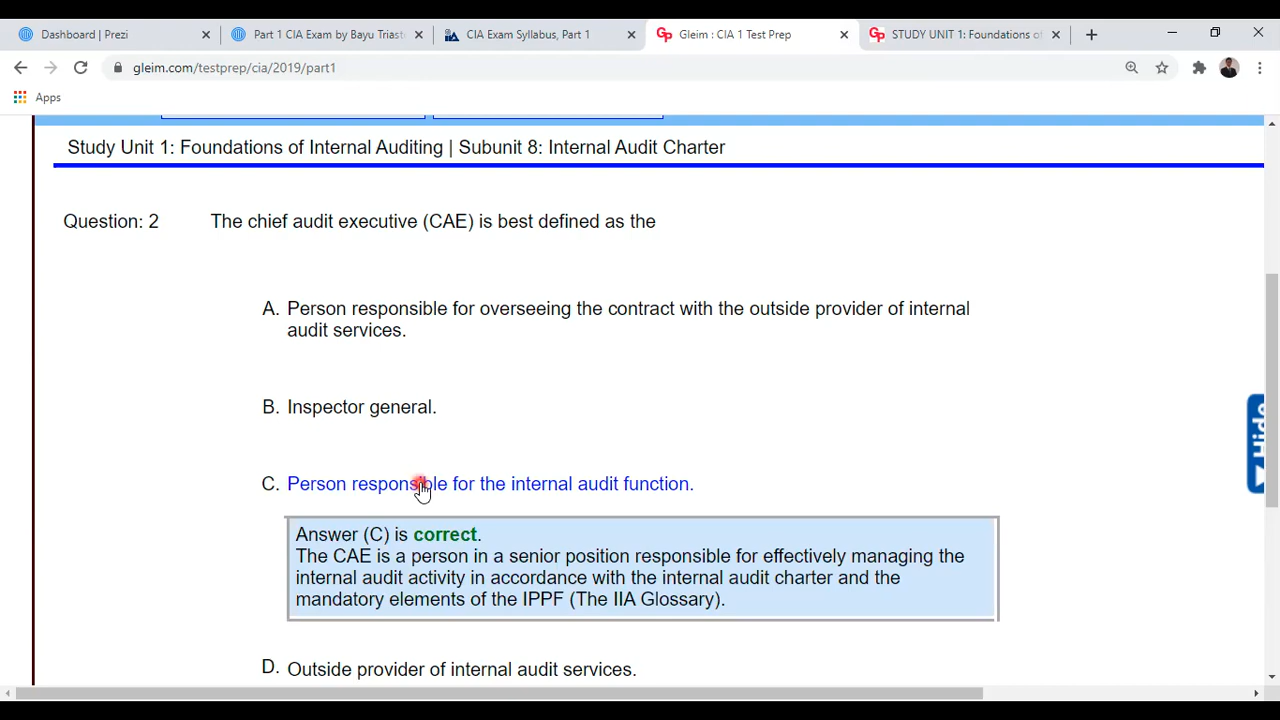 Dashboard | Prezi
Part 1 CIA Exam by Bayu Triast
CIA Exam Syllabus, Part 1
Gleim : CIA 1 Test Prep
STUDY UNIT 1: Foundations of
gleim.com/testprep/cia/2019/part1
Apps
Study Unit 1: Foundations of Internal Auditing | Subunit 8: Internal Audit Charter
Question: 2 The chief audit executive (CAE) is best defined as the
A. Person responsible for overseeing the contract with the outside provider of internal
audit services.
B. Inspector general.
Hide
C. Person responsible for the internal audit function.
Answer (C) is correct.
The CAE is a person in a senior position responsible for effectively managing the
internal audit activity in accordance with the internal audit charter and the
mandatory elements of the IPPF (The IIA Glossary).
D. Outside provider of internal audit services.